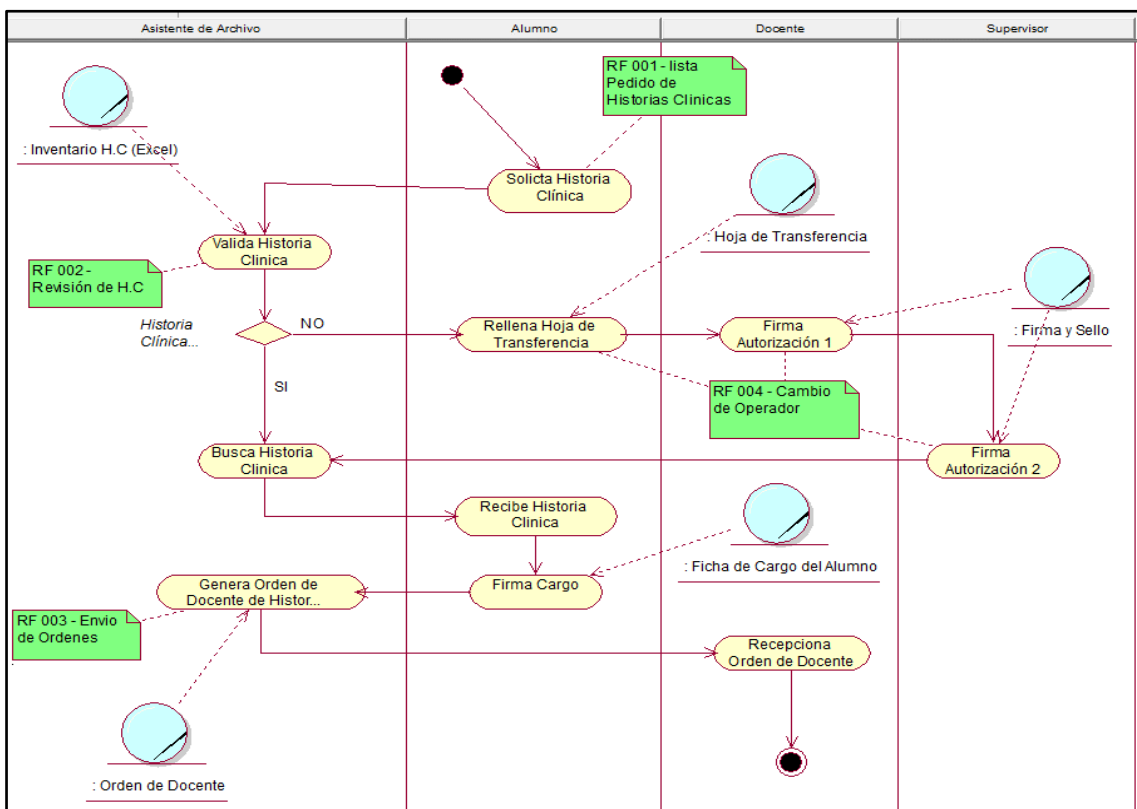 Asistente de Archivo
Alumno
Docente
Supervisor
RF 001 - lista
Pedido de
Historias Clinicas
: Inventario H.C (Excel)
Solicta Historia
Clínica
: Hoja de Transferencia
Valida Historia
Clinica
RF 002 -
Revisión de H.C
Historia
Clínica...
NO
Rellena Hoja de
Transferencia
Firma
Autorización 1
: Firma y Sello
SI
RF 004 - Cambio
de Operador
Busca Historia
Clinica
Firma
Autorización 2
Recibe Historia
Clinica
: Ficha de Cargo del Alumno
Genera Orden de
Docente de Histor...
Firma Cargo
RF 003 - Envio
de Ordenes
Recepciona
Orden de Docente
: Orden de Docente